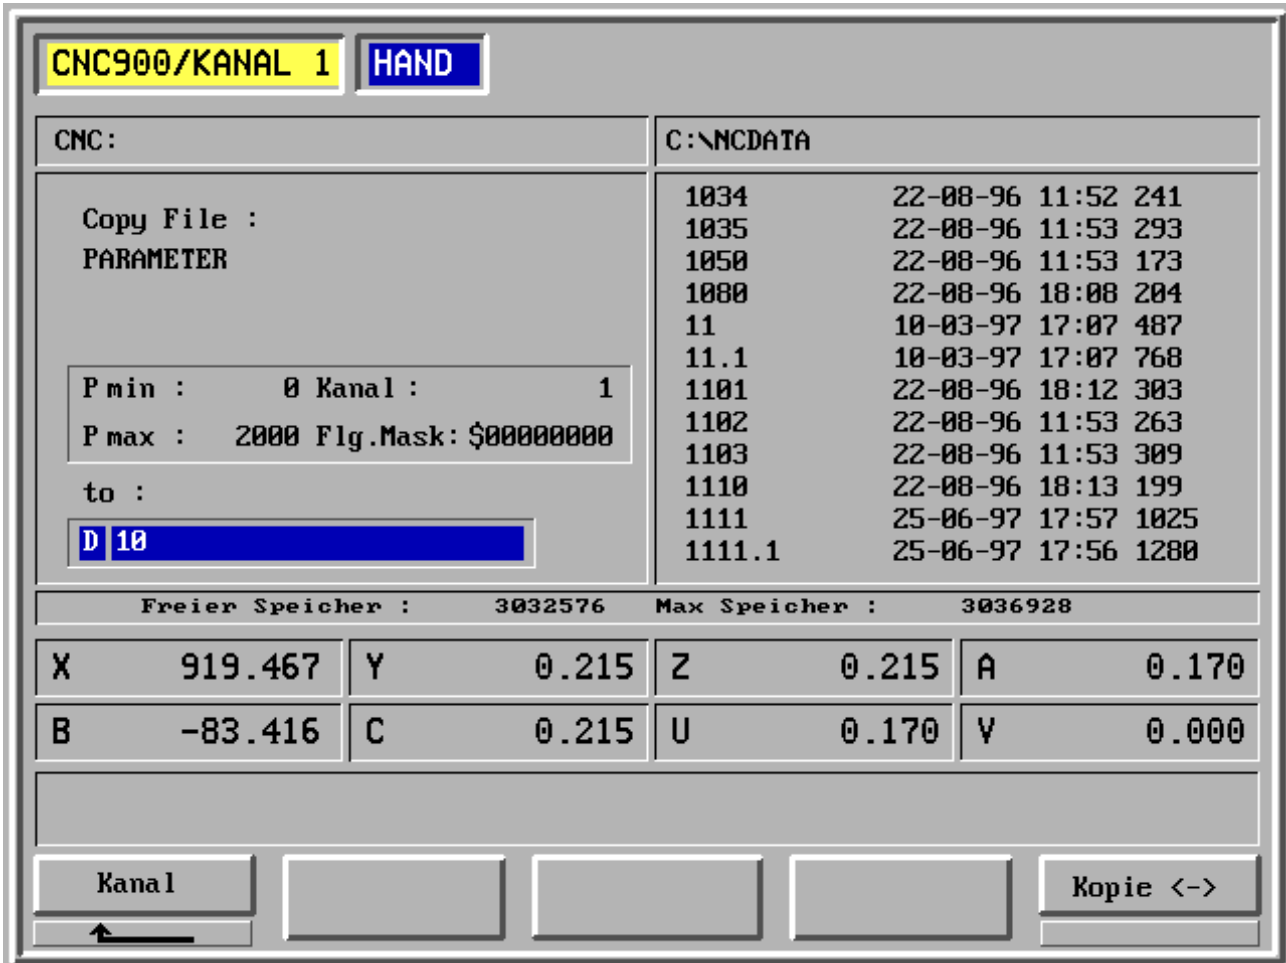 CNC900/KANAL 1 HAND
CNC: C:\NCDATA
Copy File :
PARAMETER
P min : 0 Kanal : 1
P max : 2000 Flg.Mask: $00000000
to :
D 10
1034 22-08-96 11:52 241
1035 22-08-96 11:53 293
1050 22-08-96 11:53 173
1080 22-08-96 18:08 204
11 10-03-97 17:07 487
11.1 10-03-97 17:07 768
1101 22-08-96 18:12 303
1102 22-08-96 11:53 263
1103 22-08-96 11:53 309
1110 22-08-96 18:13 199
1111 25-06-97 17:57 1025
1111.1 25-06-97 17:56 1280
Freier Speicher : 3032576 Max Speicher : 3036928
X 919.467 Y 0.215 Z 0.215 A 0.170
B -83.416 C 0.215 U 0.170 V 0.000
Kanal Kopie <->